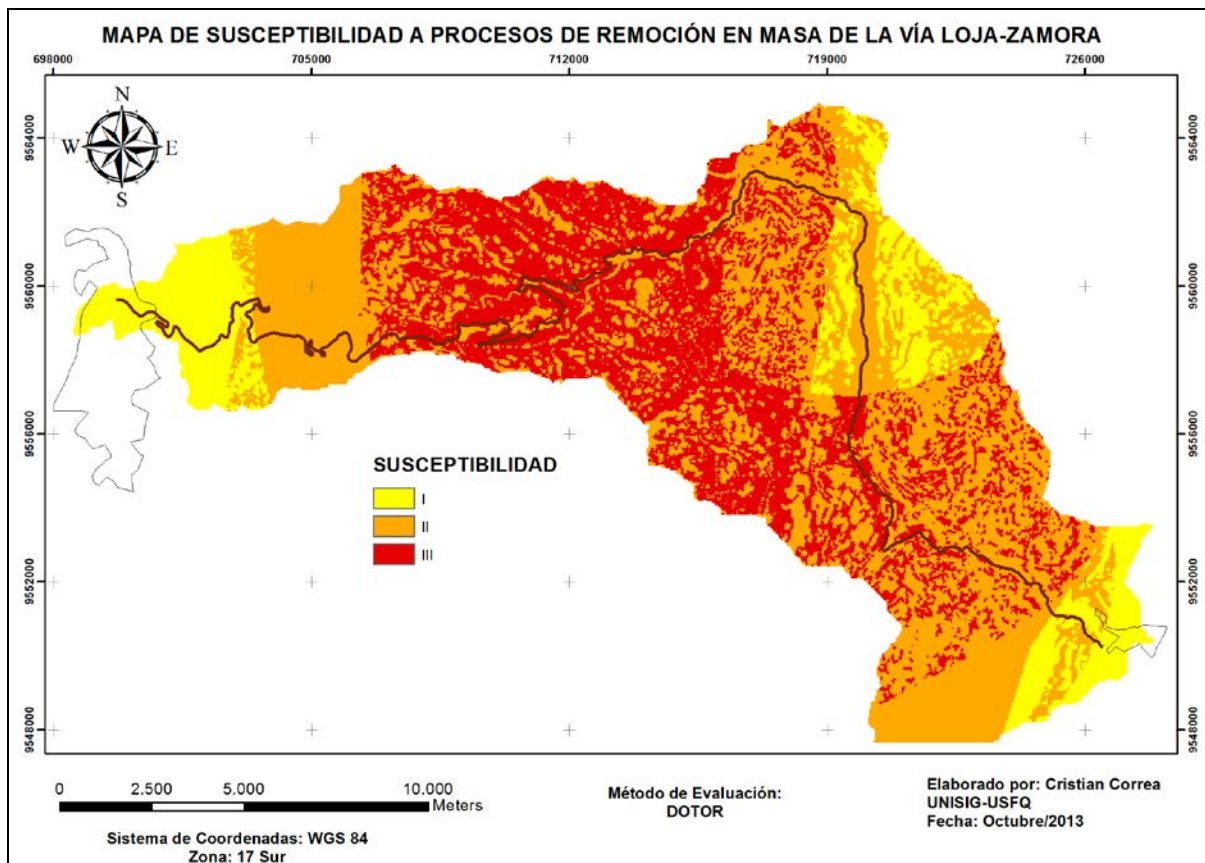 MAPA DE SUSCEPTIBILIDAD A PROCESOS DE REMOCIÓN EN MASA DE LA VÍA LOJA-ZAMORA
698000 705000 712000 719000 726000
N
W E
S
9564000 9564000
9560000 9560000
9556000 9556000
9552000 9552000
9548000 9548000
SUSCEPTIBILIDAD
I
II
III
0 2.500 5.000 10.000
Meters
Sistema de Coordenadas: WGS 84
Zona: 17 Sur
Método de Evaluación:
DOTOR
Elaborado por: Cristian Correa
UNISIG-USFQ
Fecha: Octubre/2013